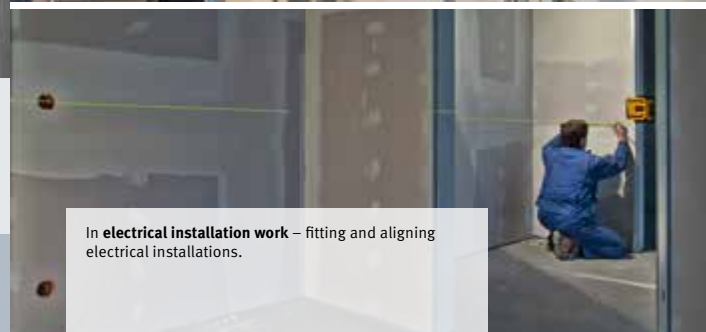 In electrical installation work – fitting and aligning
electrical installations.